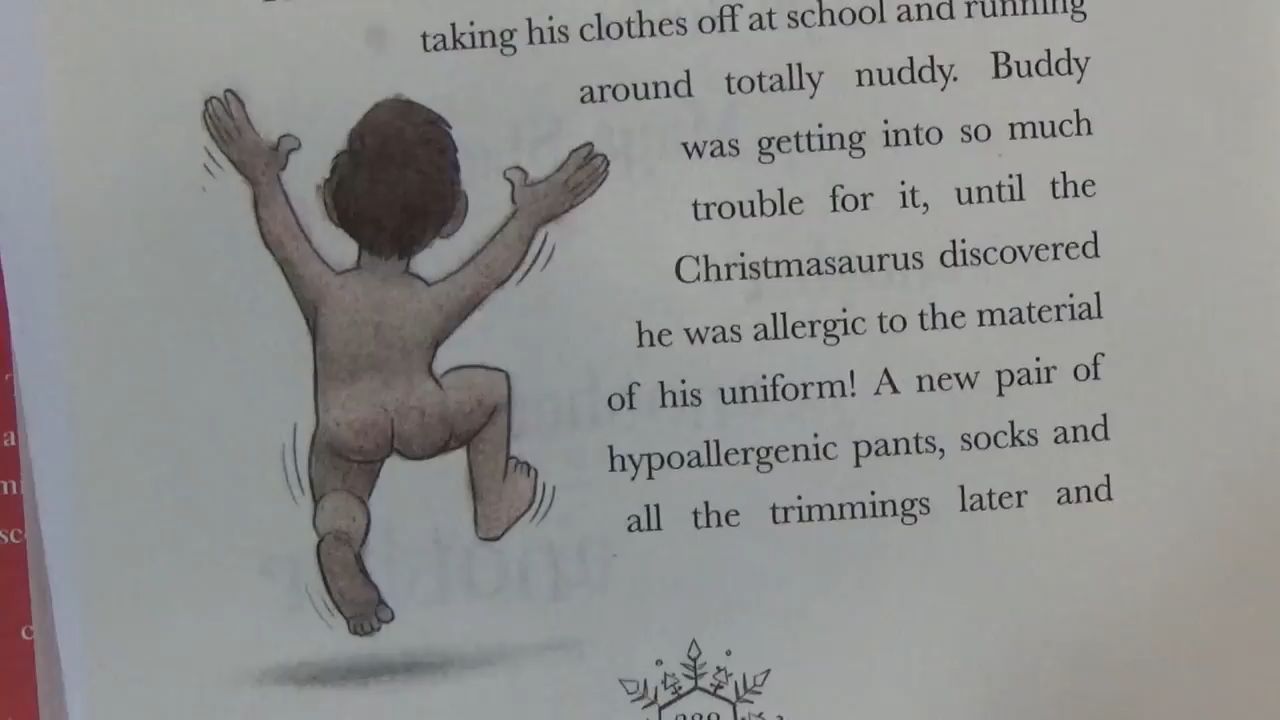 taking his clothes off at school and running
around totally nuddy. Buddy
was getting into so much
trouble for it, until the
Christmasaurus discovered
he was allergic to the material
of his uniform! A new pair of
hypoallergenic pants, socks and
all the trimmings later and